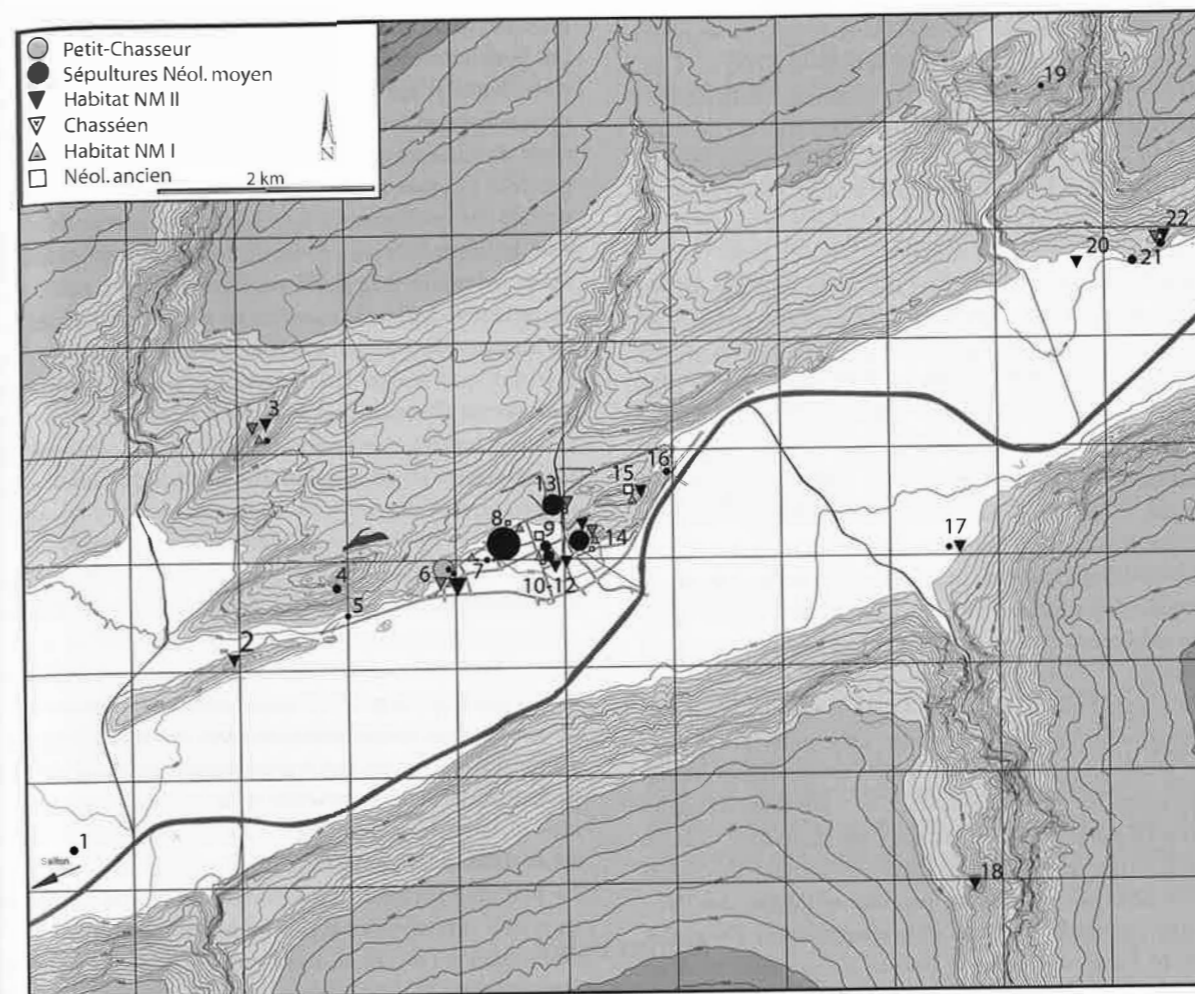 Petit-Chasseur
Sépultures Néol. moyen
Habitat NM II
Chasséen
Habitat NM I
Néol. ancien
N
2 km
19
22
20
21
3
16
15
13
8
9
14
17
7
6
10-12
4
5
2
18
1